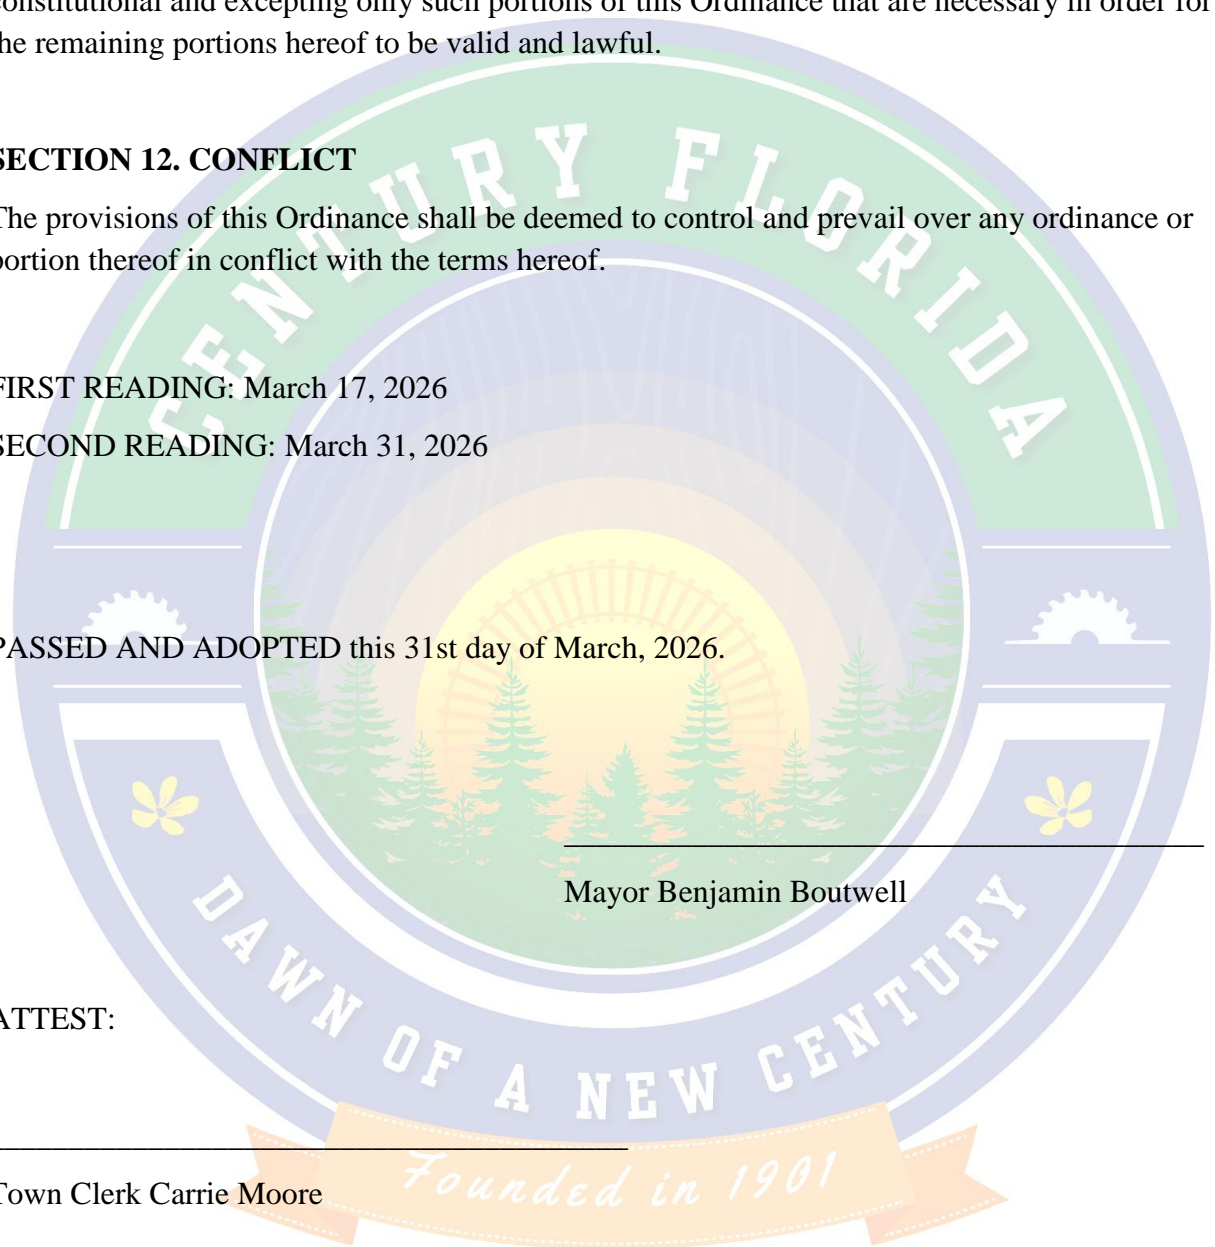 constitutional and excepting only such portions of this Ordinance that are necessary in order for
the remaining portions hereof to be valid and lawful.
SECTION 12. CONFLICT
The provisions of this Ordinance shall be deemed to control and prevail over any ordinance or
portion thereof in conflict with the terms hereof.
FIRST READING: March 17, 2026
SECOND READING: March 31, 2026
PASSED AND ADOPTED this 31st day of March, 2026.
Mayor Benjamin Boutwell
ATTEST:
Town Clerk Carrie Moore
CENTURY FLORIDA
DAWN OF A NEW CENTURY
Founded in 1901